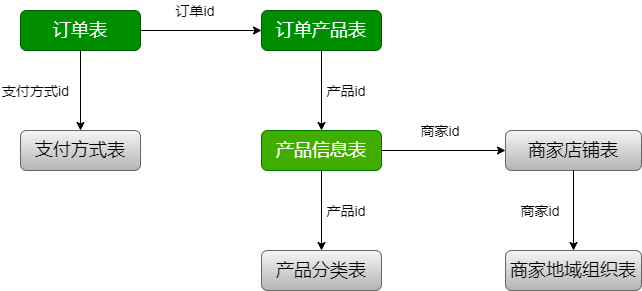 订单id
订单表
订单产品表
支付方式id
产品id
支付方式表
产品信息表
商家id
商家店铺表
产品id
商家id
产品分类表
商家地域组织表